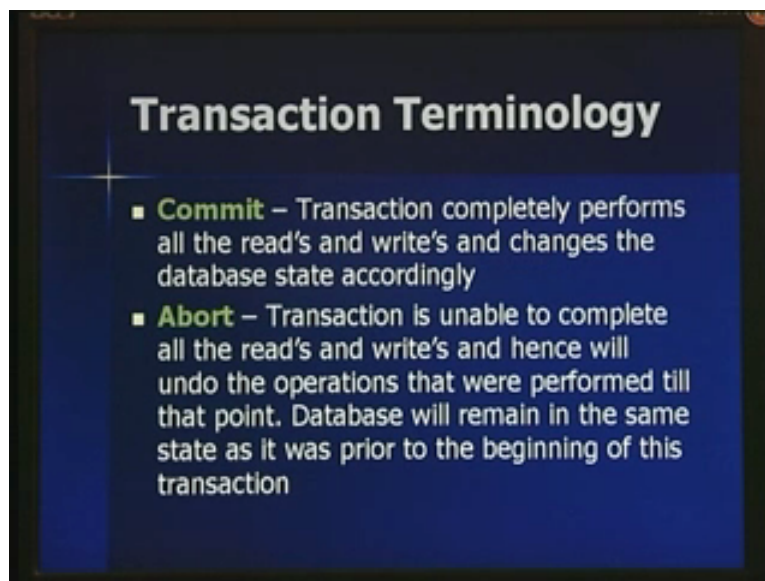 Transaction Terminology
▪ Commit – Transaction completely performs
all the read's and write's and changes the
database state accordingly
▪ Abort – Transaction is unable to complete
all the read's and write's and hence will
undo the operations that were performed till
that point. Database will remain in the same
state as it was prior to the beginning of this
transaction